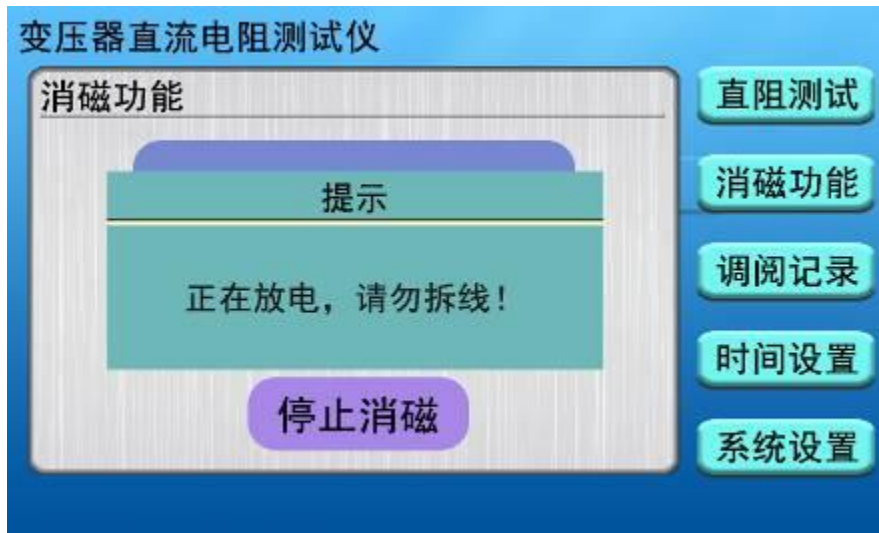 变压器直流电阻测试仪
消磁功能
提示
正在放电，请勿拆线！
停止消磁
直阻测试
消磁功能
调阅记录
时间设置
系统设置